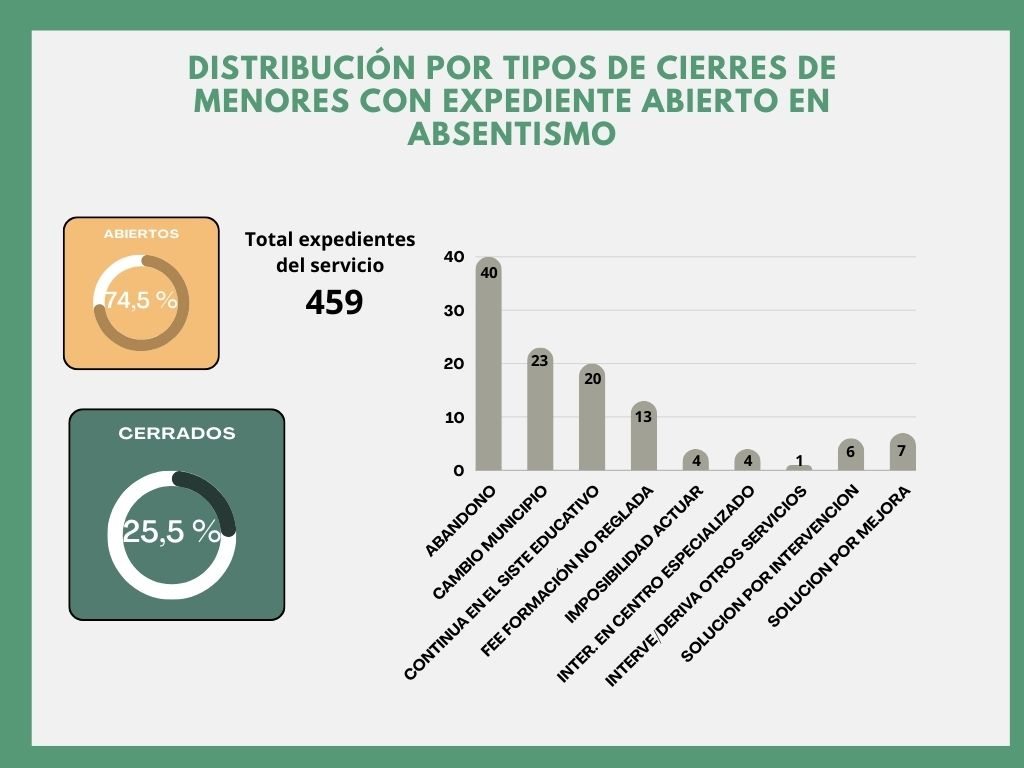 DISTRIBUCIÓN POR TIPOS DE CIERRES DE
MENORES CON EXPEDIENTE ABIERTO EN
ABSENTISMO
ABIERTOS
74,5 %
Total expedientes
del servicio
459
CERRADOS
25,5 %
40
30
20
10
0
40
23
20
13
4
4
1
6
7
ABANDONO
CAMBIO MUNICIPIO
CONTINUA EN EL SISTE EDUCATIVO
FEE FORMACIÓN NO REGLADA
IMPOSIBILIDAD ACTUAR
INTER. EN CENTRO ESPECIALIZADO
INTERVE/DERIVA OTROS SERVICIOS
SOLUCION POR INTERVENCION
SOLUCION POR MEJORA